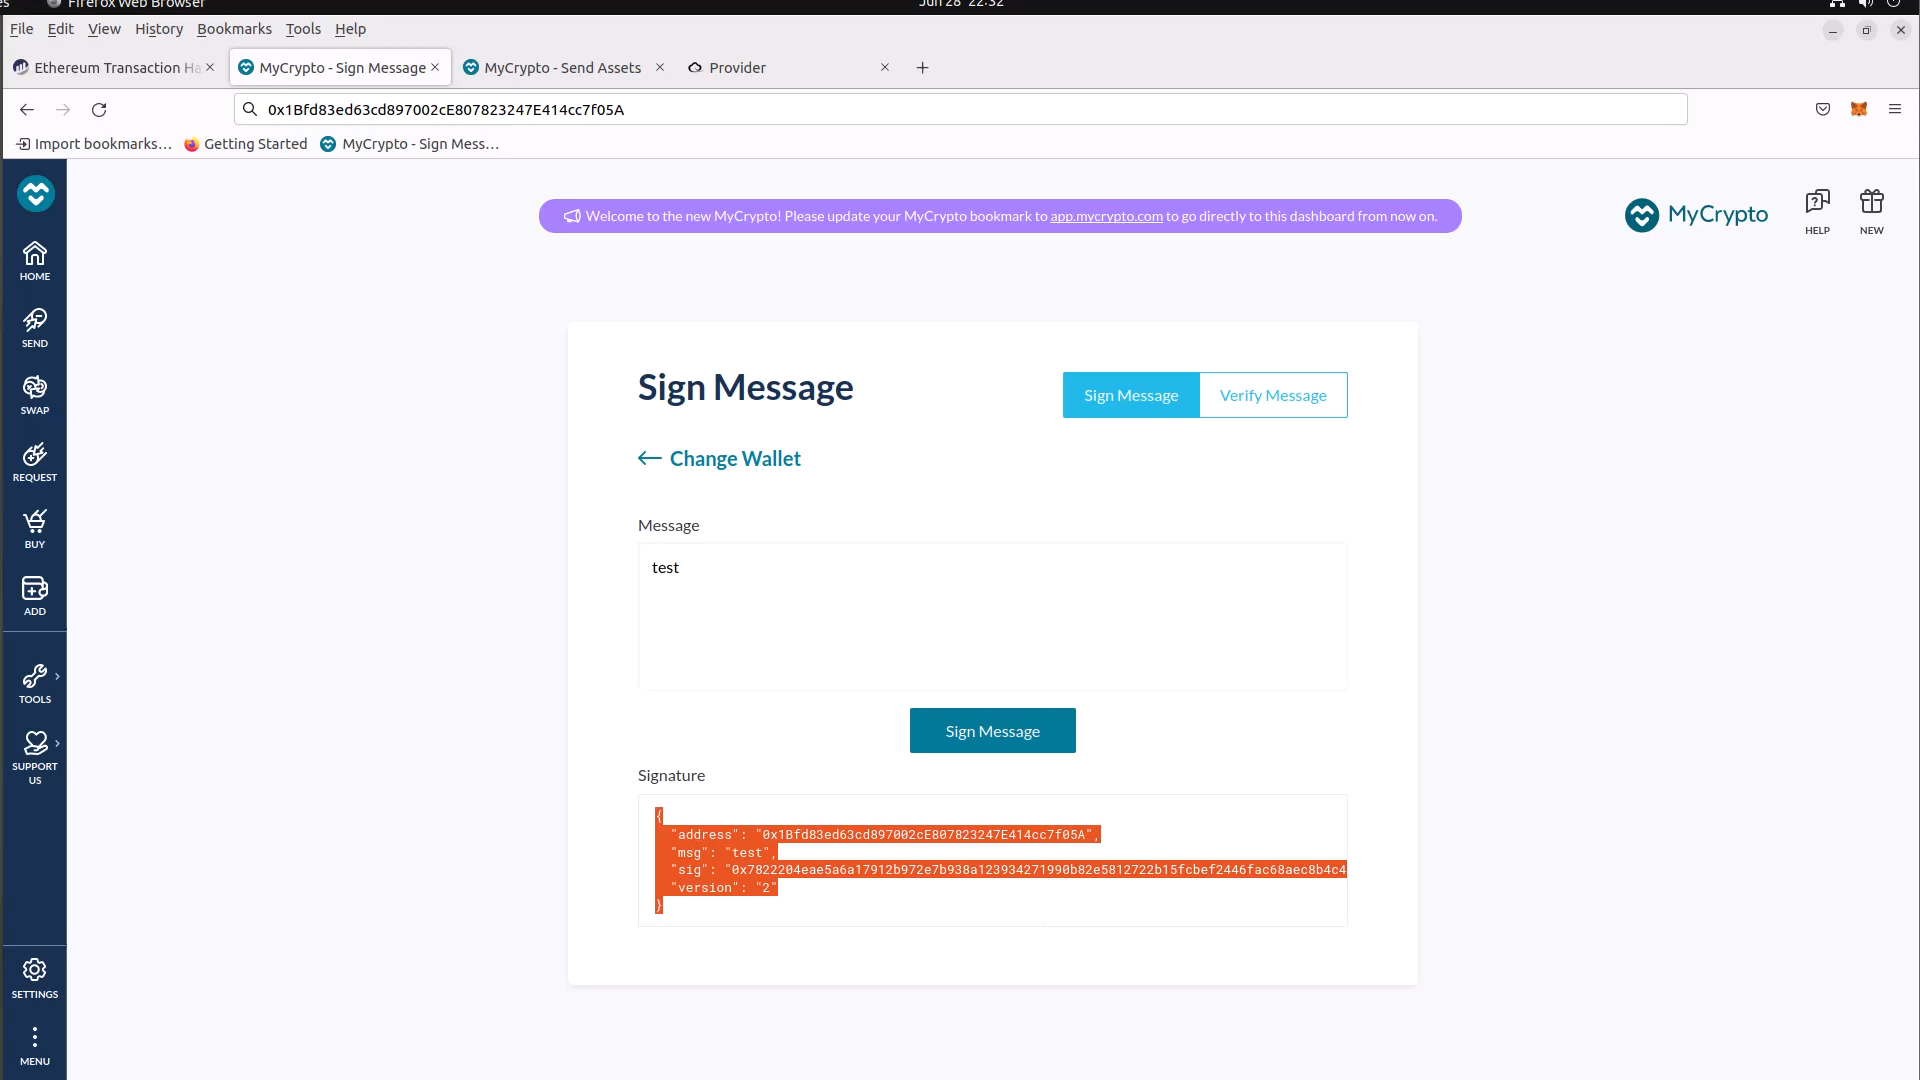 Firefox Web Browser
Jun 28 22:32
File Edit View History Bookmarks Tools Help
Ethereum Transaction Ha
MyCrypto - Sign Message
MyCrypto - Send Assets
Provider
0x1Bfd83ed63cd897002cE807823247E414cc7f05A
Import bookmarks… Getting Started MyCrypto - Sign Mess…
Welcome to the new MyCrypto! Please update your MyCrypto bookmark to app.mycrypto.com to go directly to this dashboard from now on.
MyCrypto
HELP
NEW
HOME
SEND
SWAP
REQUEST
BUY
ADD
TOOLS
SUPPORT
US
SETTINGS
MENU
Sign Message
Sign Message
Verify Message
Change Wallet
Message
test
Sign Message
Signature
{
"address": "0x1Bfd83ed63cd897002cE807823247E414cc7f05A",
"msg": "test",
"sig": "0x7822204eae5a6a17912b972e7b938a123934271990b82e5812722b15fcbef2446fac68aec8b4c4
"version": "2"
}